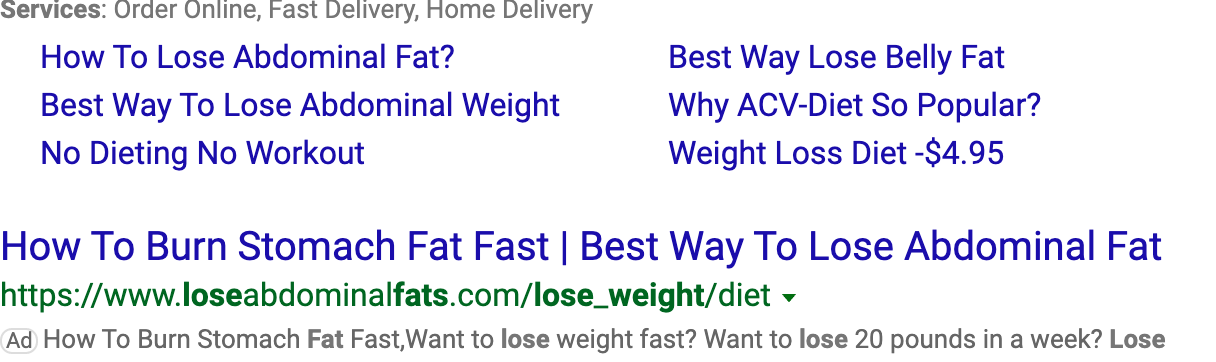 Services: Order Online, Fast Delivery, Home Delivery
How To Lose Abdominal Fat?
Best Way Lose Belly Fat
Best Way To Lose Abdominal Weight
Why ACV-Diet So Popular?
No Dieting No Workout
Weight Loss Diet -$4.95
How To Burn Stomach Fat Fast | Best Way To Lose Abdominal Fat
https://www.loseabdominalfats.com/lose_weight/diet
Ad How To Burn Stomach Fat Fast,Want to lose weight fast? Want to lose 20 pounds in a week? Lose